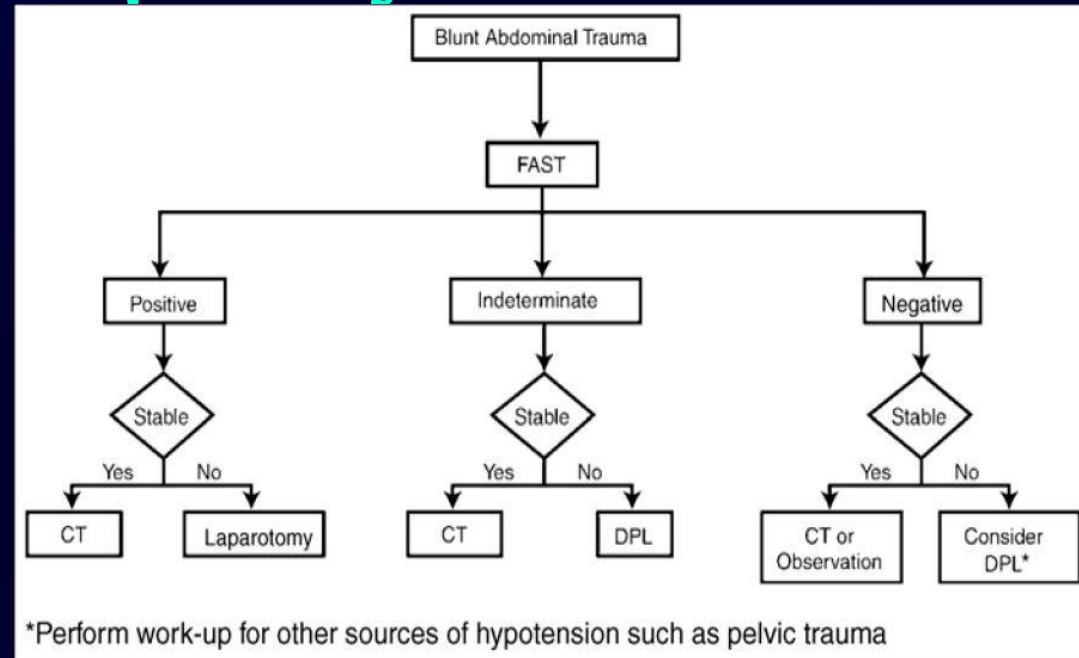 Blunt Abdominal Trauma
FAST
Positive
Indeterminate
Negative
Stable
Stable
Stable
Yes
No
Yes
No
Yes
No
CT
Laparotomy
CT
DPL
CT or
Observation
Consider
DPL*
*Perform work-up for other sources of hypotension such as pelvic trauma